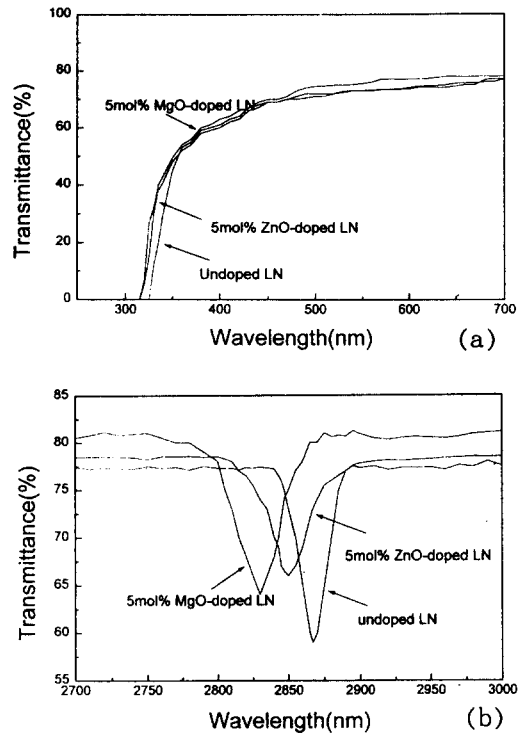 100
80
60
40
20
0
Transmittance(%)
5mol% MgO-doped LN
5mol% ZnO-doped LN
Undoped LN
300
400
500
600
700
Wavelength(nm)
(a)
85
80
75
70
65
60
55
Transmittance(%)
5mol% MgO-doped LN
5mol% ZnO-doped LN
undoped LN
2700
2750
2800
2850
2900
2950
3000
Wavelength(nm)
(b)